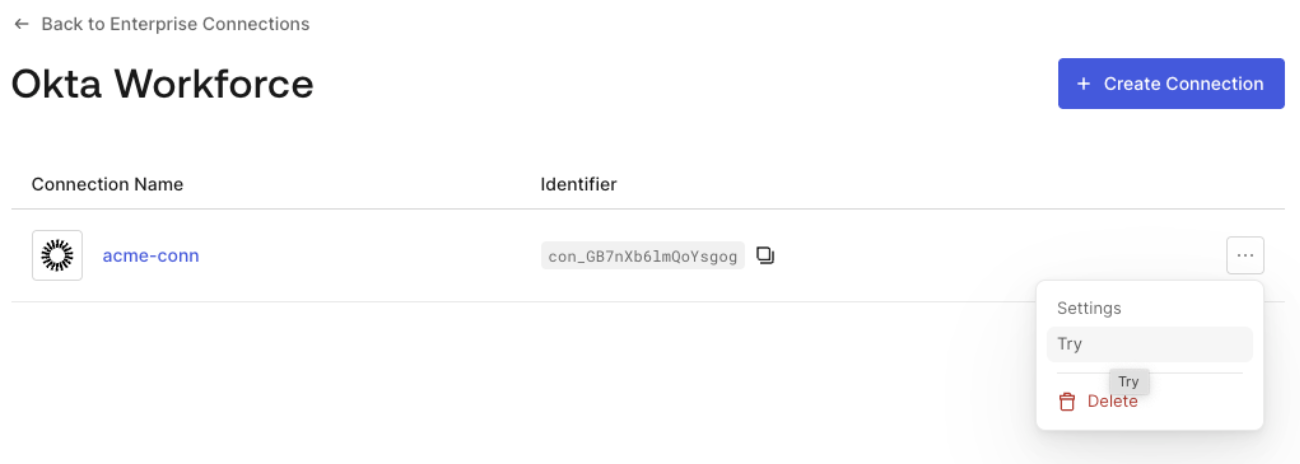 ← Back to Enterprise Connections
Okta Workforce
+ Create Connection
Connection Name Identifier
acme-conn con_GB7nXb6lmQoYsgog ...
Settings
Try
Try
Delete